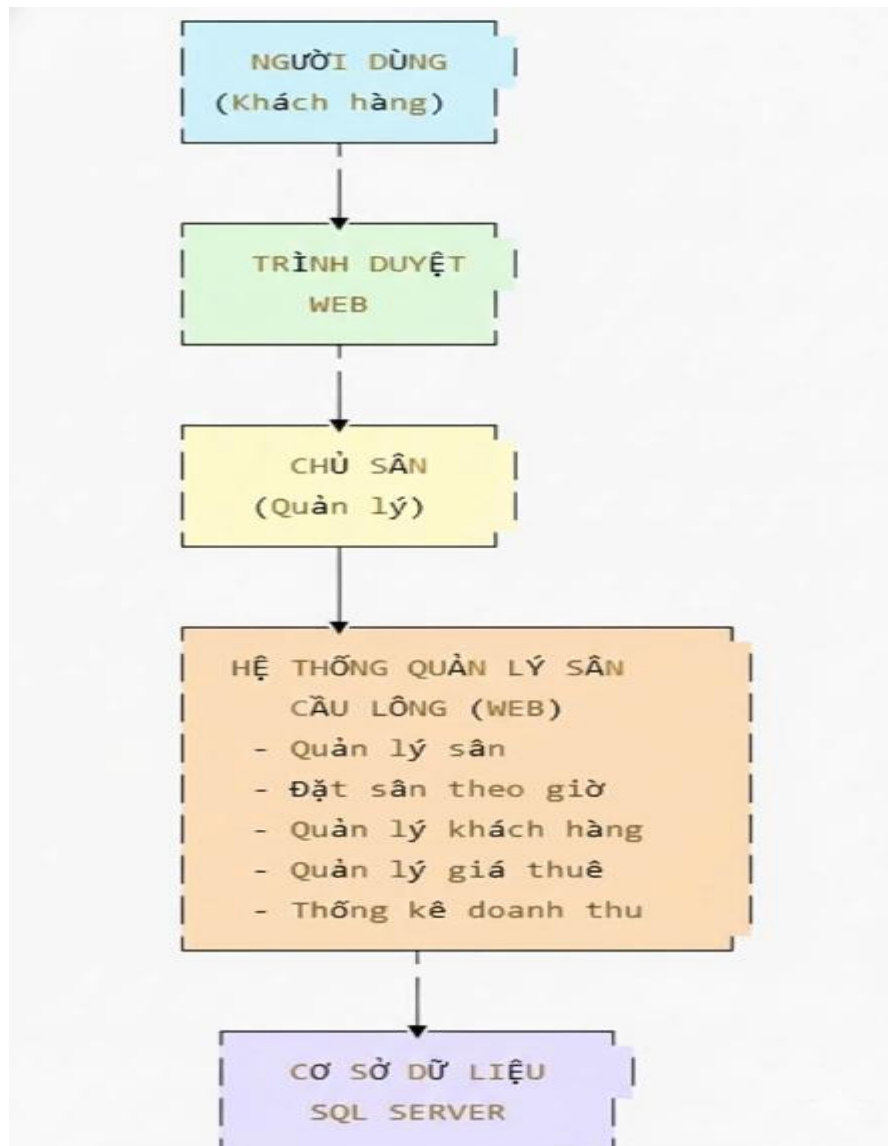 NGƯỜI DÙNG
(Khách hàng)
TRÌNH DUYỆT
WEB
CHỦ SÂN
(Quản lý)
HỆ THỐNG QUẢN LÝ SÂN
CẦU LÔNG (WEB)
- Quản lý sân
- Đặt sân theo giờ
- Quản lý khách hàng
- Quản lý giá thuê
- Thống kê doanh thu
CƠ SỞ DỮ LIỆU
SQL SERVER